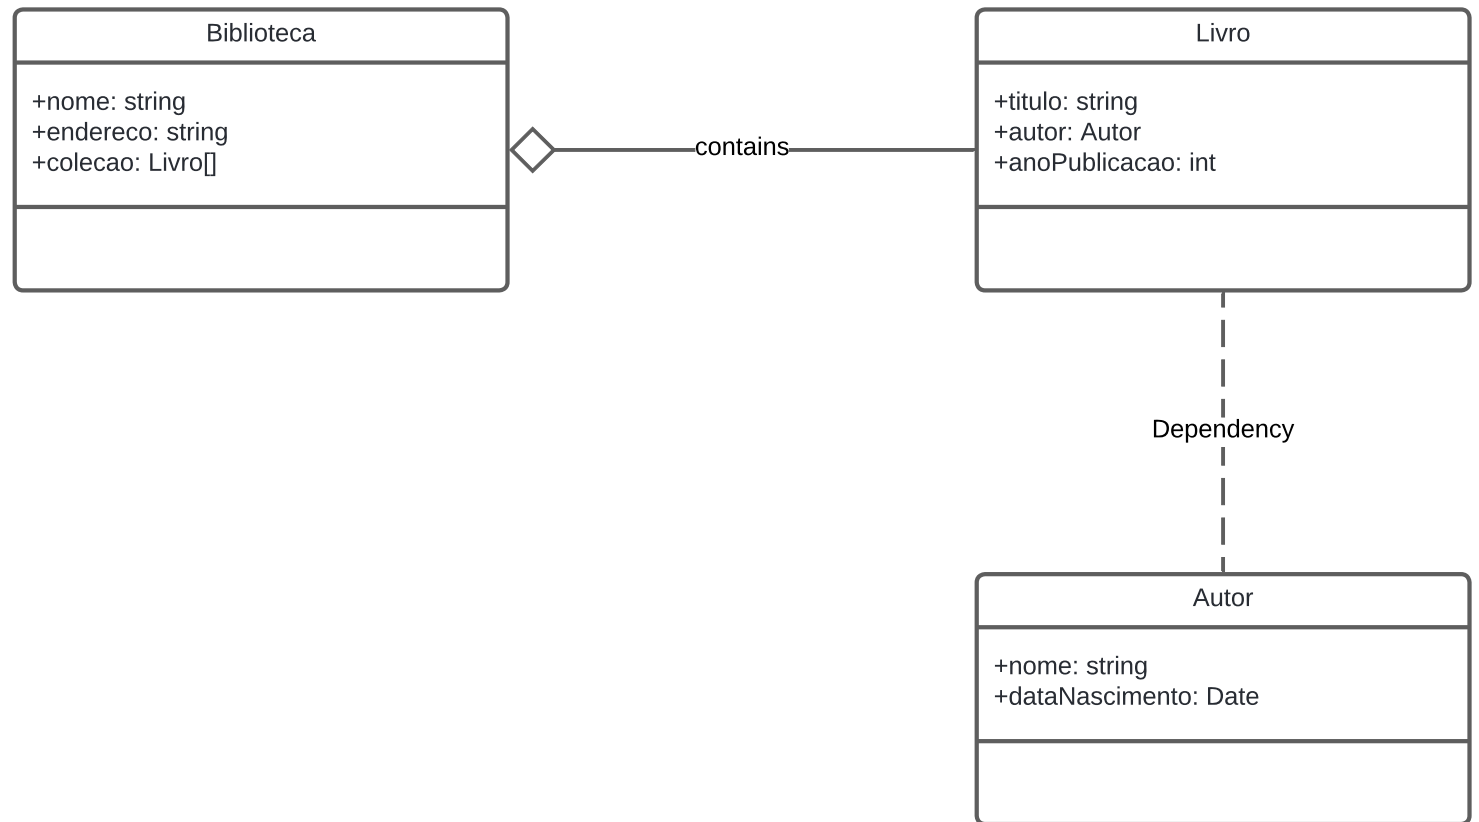 Biblioteca
+nome: string
+endereco: string
+colecao: Livro[]
contains
Livro
+titulo: string
+autor: Autor
+anoPublicacao: int
Dependency
Autor
+nome: string
+dataNascimento: Date